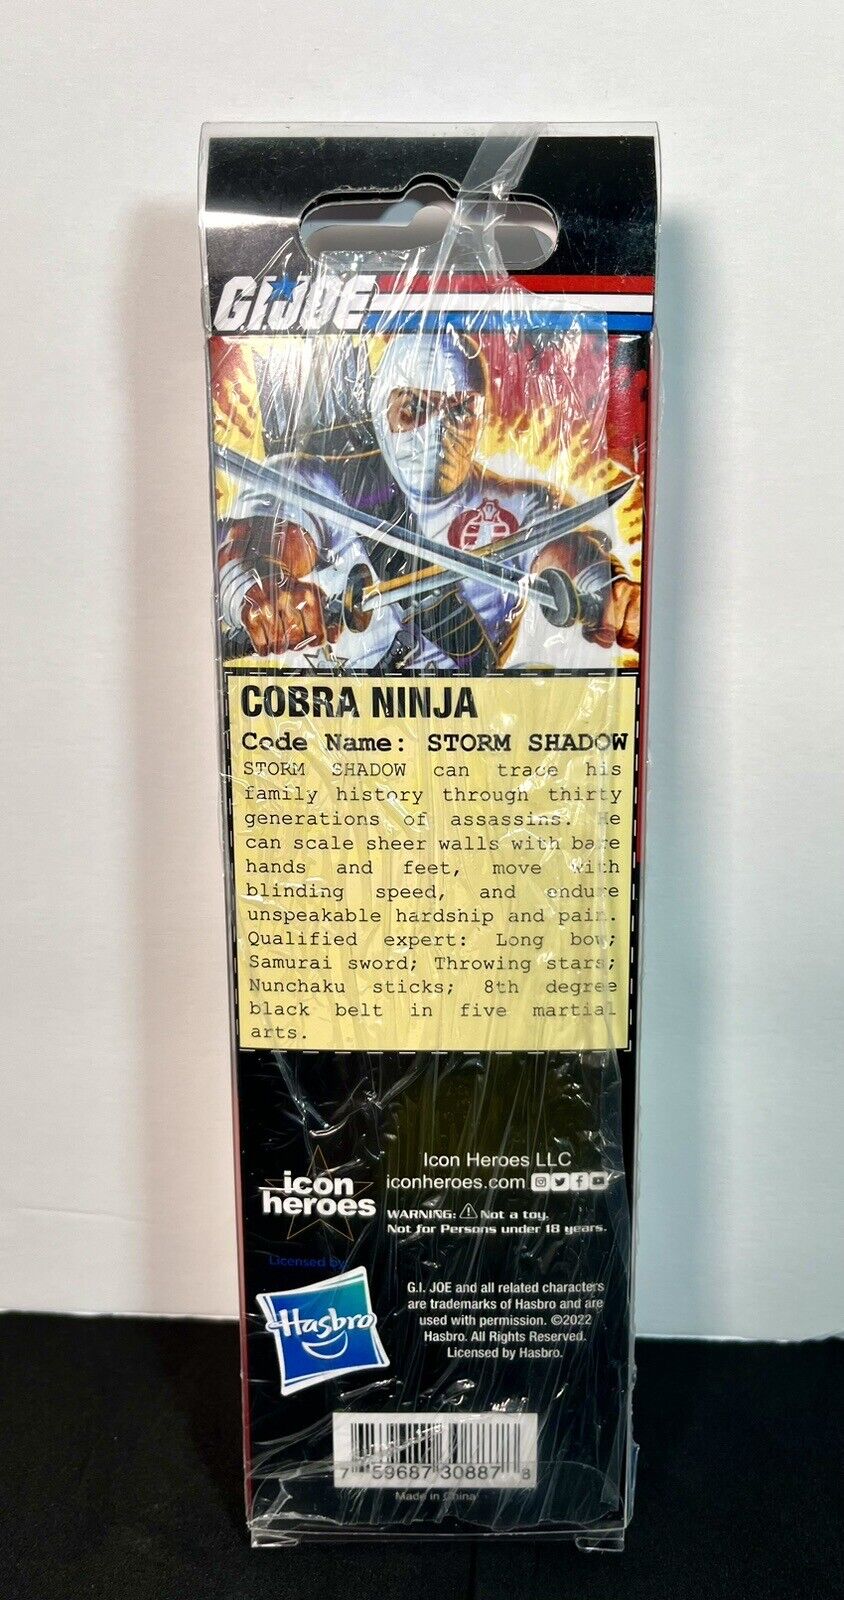 GI JOE
COBRA NINJA
Code Name: STORM SHADOW
STORM SHADOW can trace his
family history through thirty
generations of assassins. He
can scale sheer walls with bare
hands and feet, move with
blinding speed, and endure
unspeakable hardship and pain.
Qualified expert: Long bow;
Samurai sword; Throwing stars;
Nunchaku sticks; 8th degree
black belt in five martial
arts.
icon
heroes
Icon Heroes LLC
iconheroes.com
WARNING: Not a toy.
Not for Persons under 18 years.
Licensed by:
Hasbro
G.I. JOE and all related characters
are trademarks of Hasbro and are
used with permission. ©2022
Hasbro. All Rights Reserved.
Licensed by Hasbro.
7 59687 30887 8
Made in China